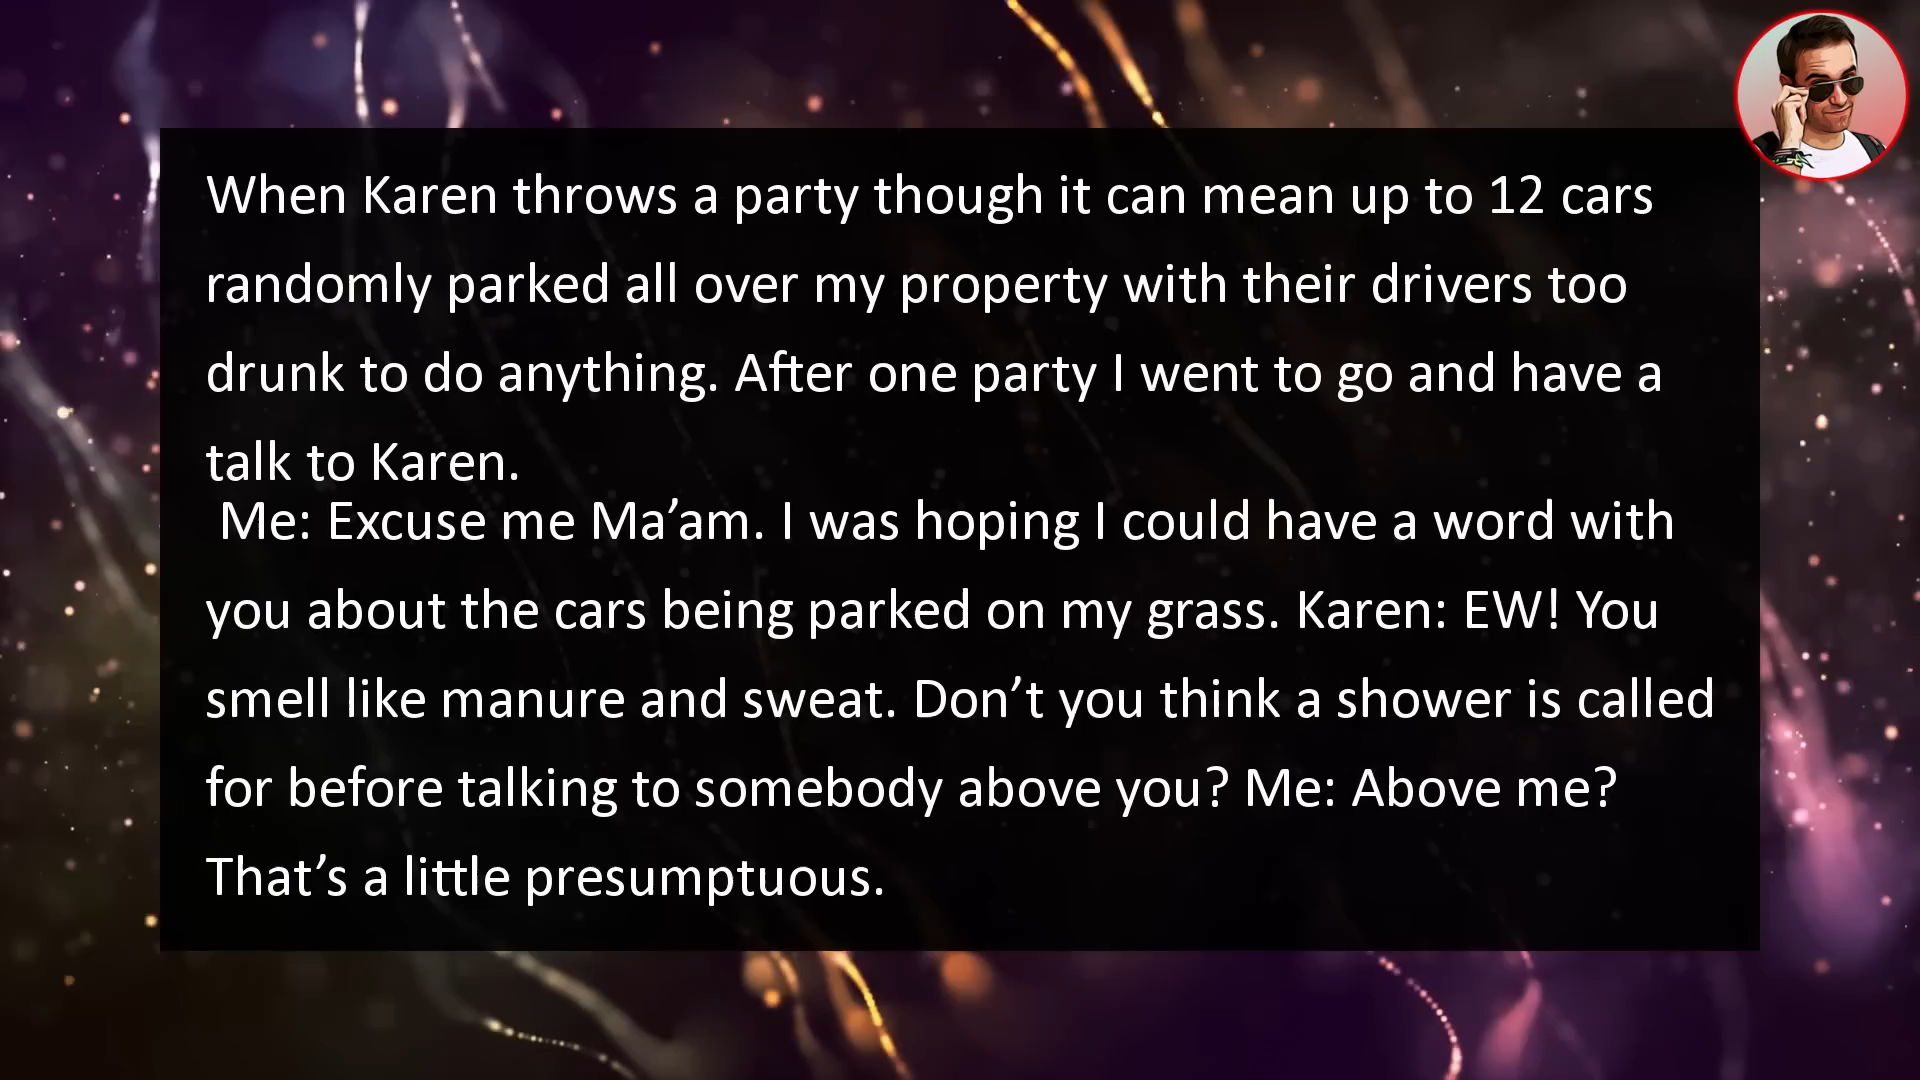 When Karen throws a party though it can mean up to 12 cars
randomly parked all over my property with their drivers too
drunk to do anything. After one party I went to go and have a
talk to Karen.
Me: Excuse me Ma’am. I was hoping I could have a word with
you about the cars being parked on my grass. Karen: EW! You
smell like manure and sweat. Don’t you think a shower is called
for before talking to somebody above you? Me: Above me?
That’s a little presumptuous.